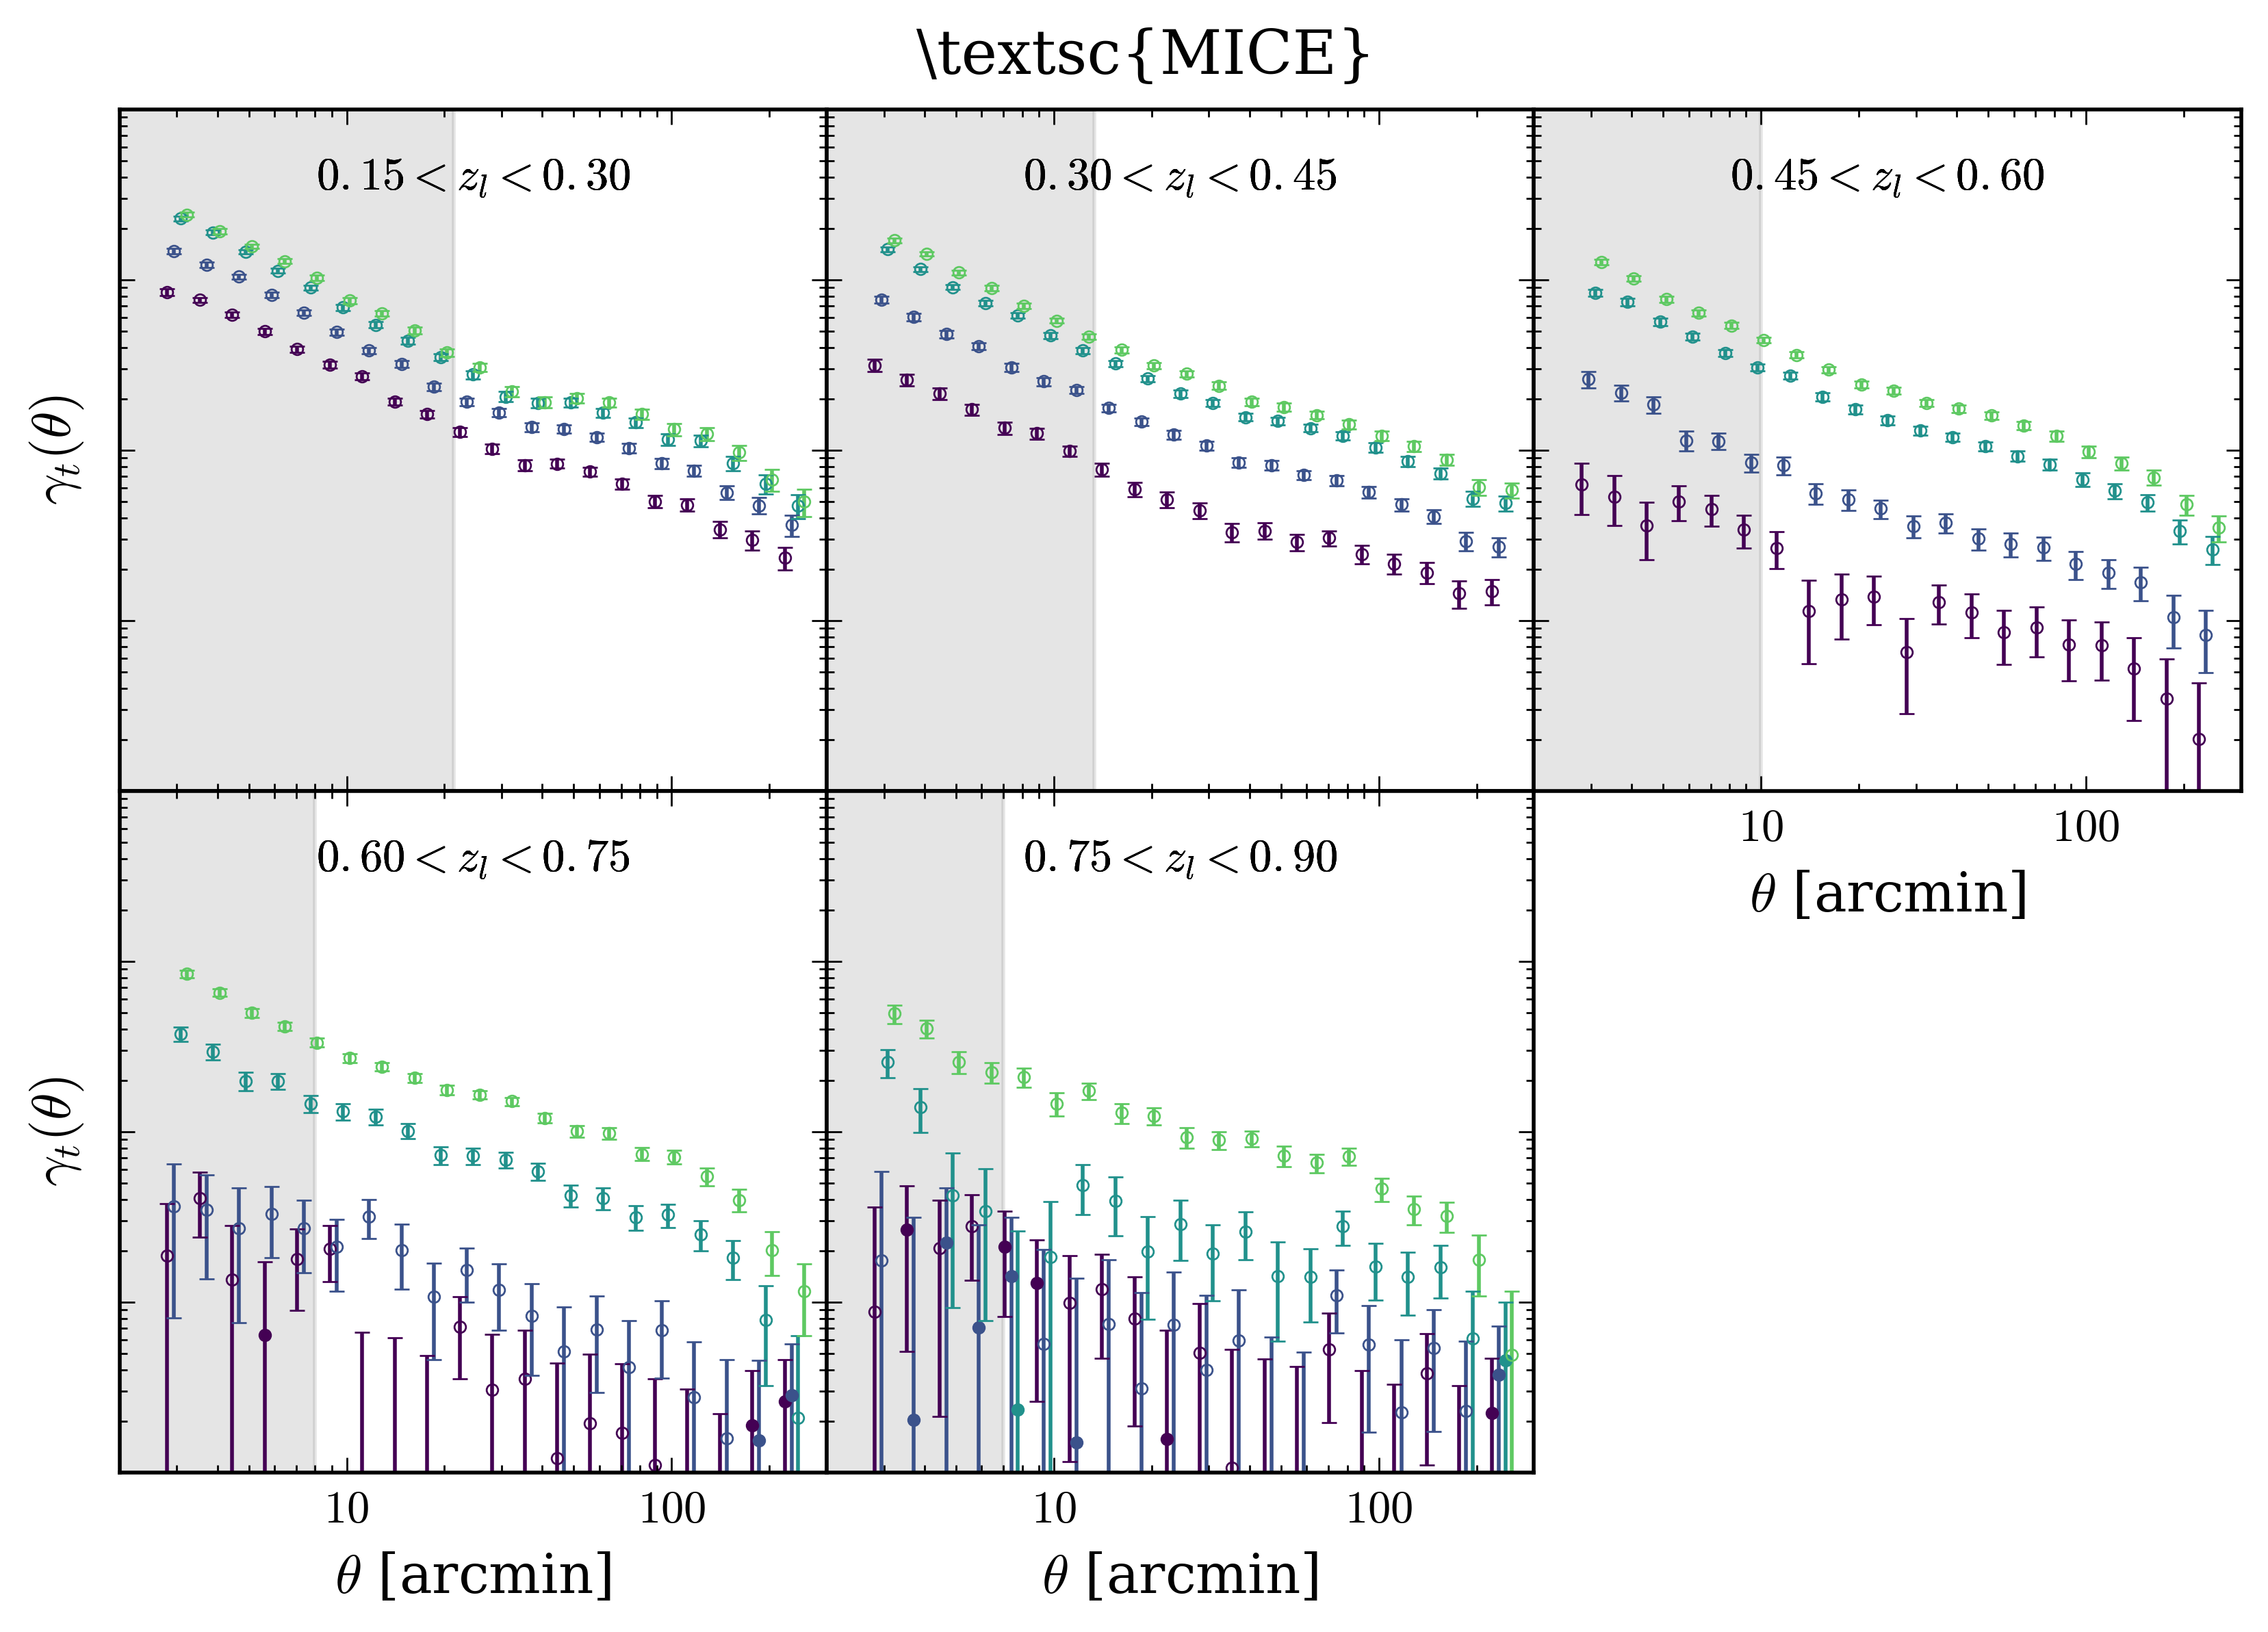 \textsc{MICE}
0.15 < z_l < 0.30
0.30 < z_l < 0.45
0.45 < z_l < 0.60
γ_t(θ)
10 100
θ [arcmin]
0.60 < z_l < 0.75
0.75 < z_l < 0.90
γ_t(θ)
10 100
10 100
θ [arcmin]
θ [arcmin]